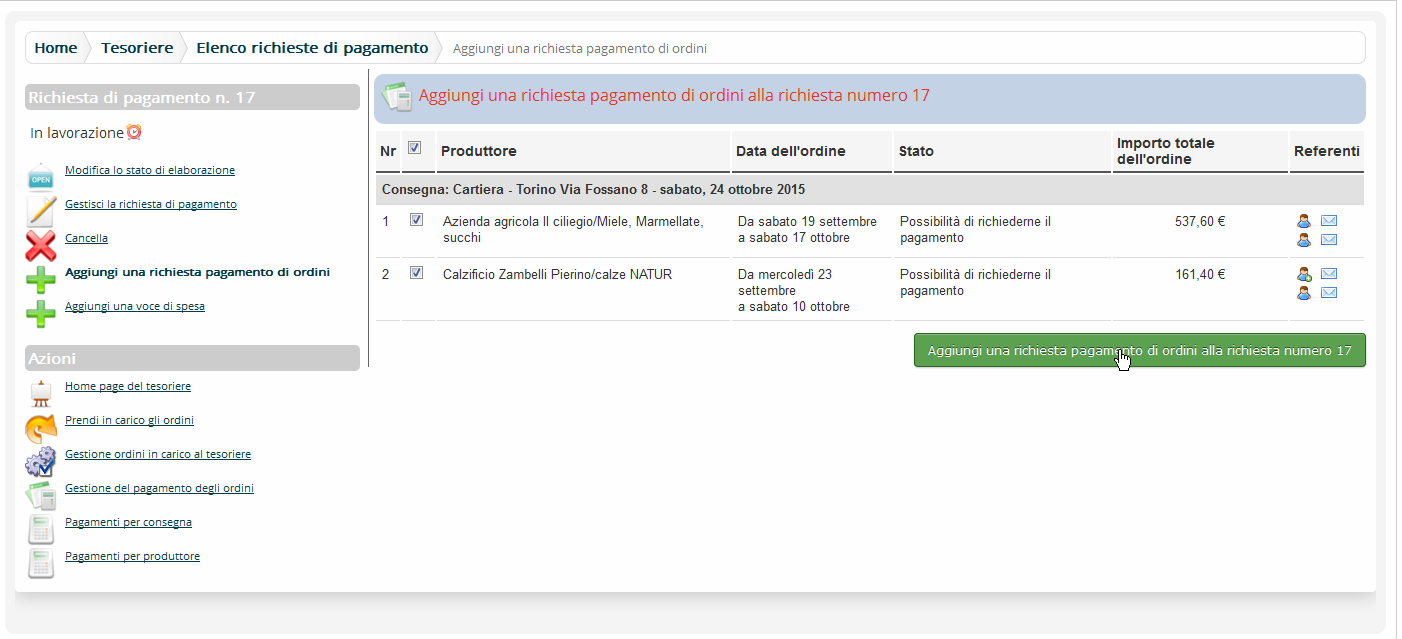 Home Tesoriere Elenco richieste di pagamento Aggiungi una richiesta pagamento di ordini
Richiesta di pagamento n. 17
In lavorazione
OPEN
Modifica lo stato di elaborazione
Gestisci la richiesta di pagamento
Cancella
Aggiungi una richiesta pagamento di ordini
Aggiungi una voce di spesa
Azioni
Home page del tesoriere
Prendi in carico gli ordini
Gestione ordini in carico al tesoriere
Gestione del pagamento degli ordini
Pagamenti per consegna
Pagamenti per produttore
Aggiungi una richiesta pagamento di ordini alla richiesta numero 17
Nr Produttore Data dell'ordine Stato Importo totale
dell'ordine Referenti
Consegna: Cartiera - Torino Via Fossano 8 - sabato, 24 ottobre 2015
1 Azienda agricola Il ciliegio/Miele, Marmellate, Da sabato 19 settembre Possibilità di richiederne il 537,60 €
succhi a sabato 17 ottobre pagamento
2 Calzificio Zambelli Pierino/calze NATUR Da mercoledì 23 Possibilità di richiederne il 161,40 €
settembre pagamento
a sabato 10 ottobre
Aggiungi una richiesta pagamento di ordini alla richiesta numero 17